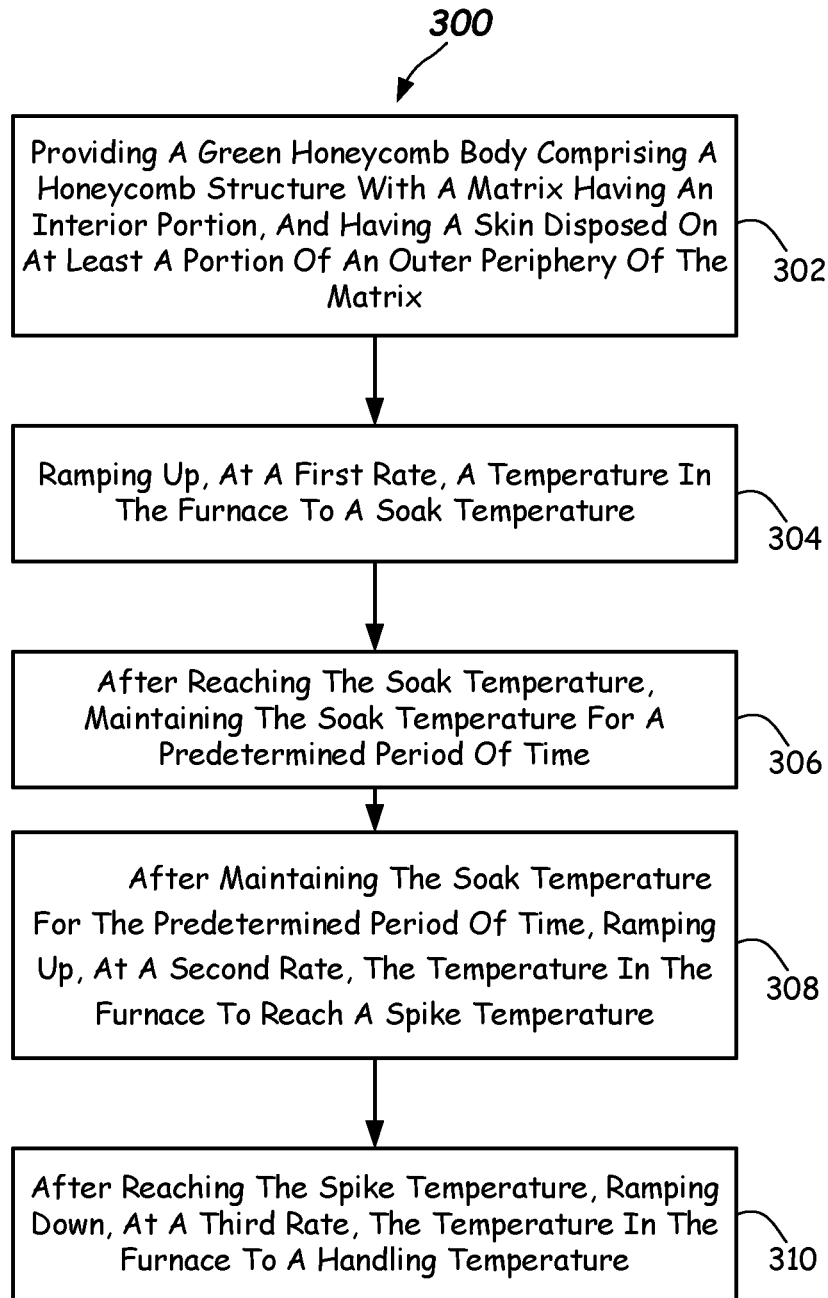 300
Providing A Green Honeycomb Body Comprising A
Honeycomb Structure With A Matrix Having An
Interior Portion, And Having A Skin Disposed On
At Least A Portion Of An Outer Periphery Of The
Matrix
302
Ramping Up, At A First Rate, A Temperature In
The Furnace To A Soak Temperature
304
After Reaching The Soak Temperature,
Maintaining The Soak Temperature For A
Predetermined Period Of Time
306
After Maintaining The Soak Temperature
For The Predetermined Period Of Time, Ramping
Up, At A Second Rate, The Temperature In The
Furnace To Reach A Spike Temperature
308
After Reaching The Spike Temperature, Ramping
Down, At A Third Rate, The Temperature In The
Furnace To A Handling Temperature
310